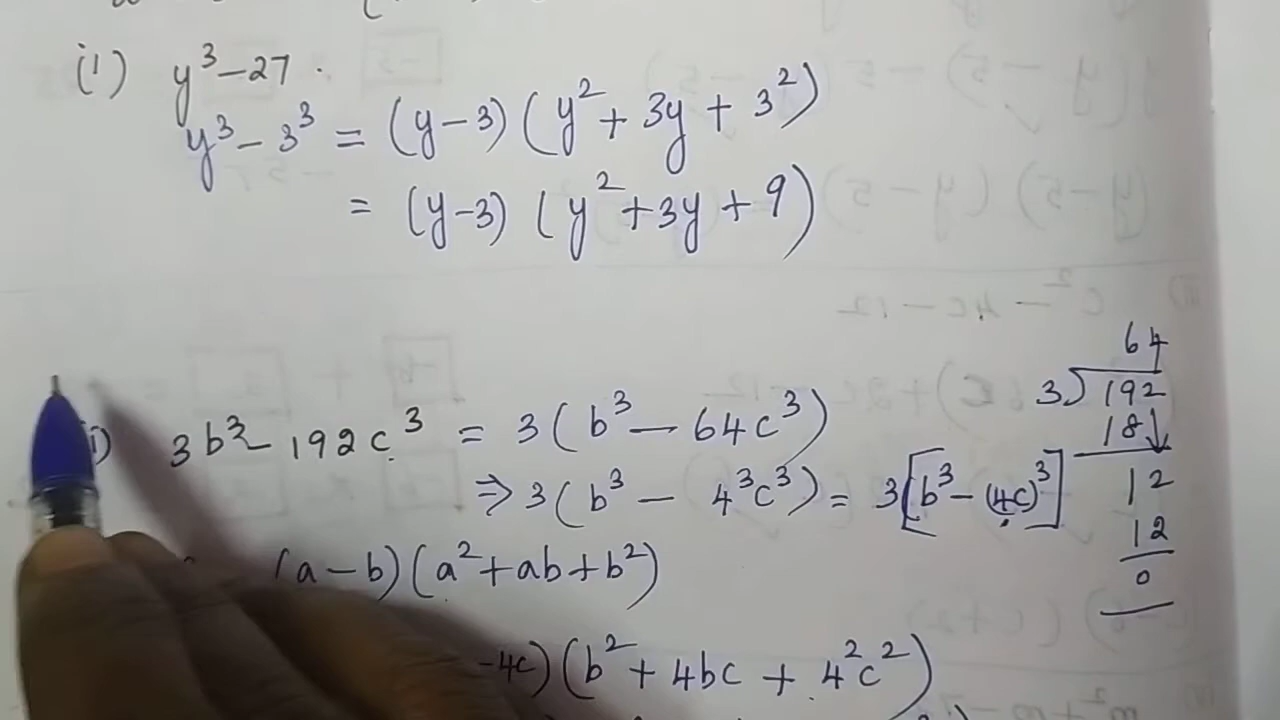 (i) y³ - 27.
y³ - 3³ = (y-3) (y² + 3y + 3²)
= (y-3) (y² + 3y + 9)
3b³ - 192c³ = 3(b³ - 64c³)
⇒ 3(b³ - 4³c³) = 3[b³ - (4c)³]
(a-b)(a² + ab + b²)
-4c)(b² + 4bc + 4²c²)
64
3)192
18↓
12
12
0